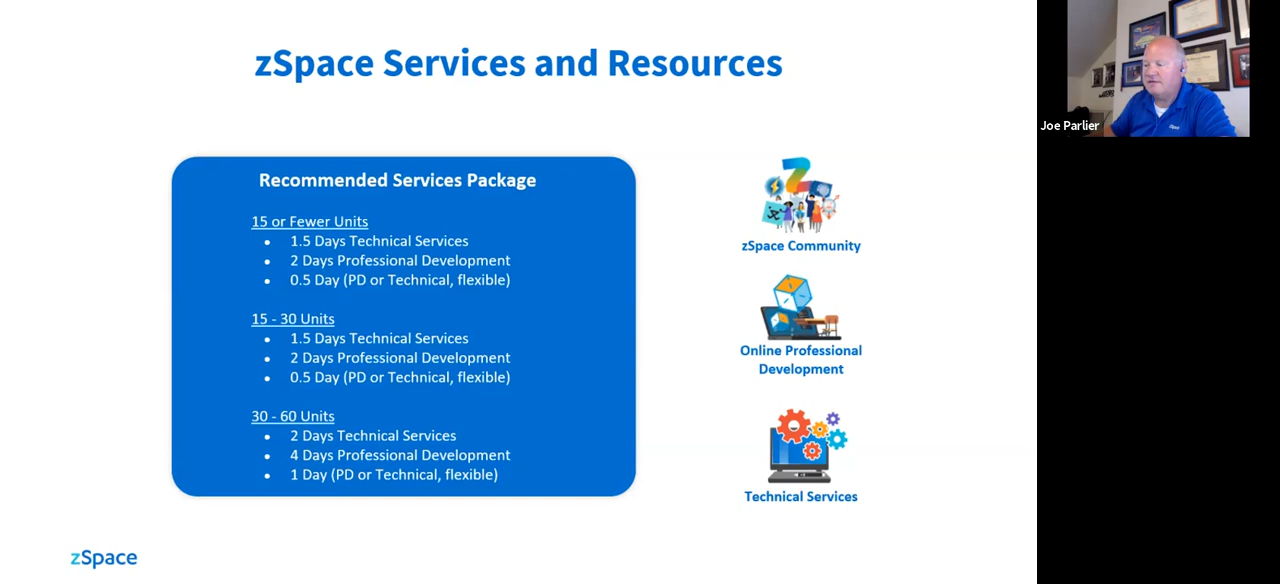 zSpace Services and Resources
Recommended Services Package
15 or Fewer Units
• 1.5 Days Technical Services
• 2 Days Professional Development
• 0.5 Day (PD or Technical, flexible)
15 - 30 Units
• 1.5 Days Technical Services
• 2 Days Professional Development
• 0.5 Day (PD or Technical, flexible)
30 - 60 Units
• 2 Days Technical Services
• 4 Days Professional Development
• 1 Day (PD or Technical, flexible)
zSpace Community
Online Professional
Development
Technical Services
zSpace
Joe Parlier